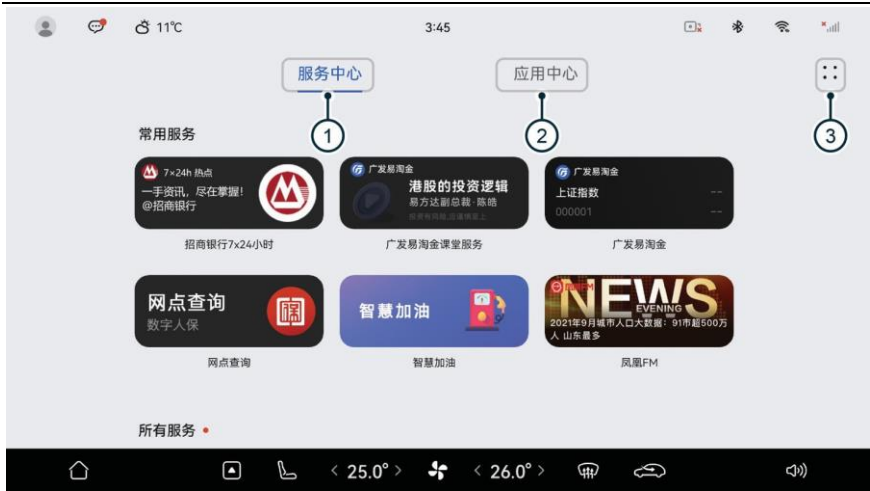 11℃
3:45
服务中心
应用中心
1
2
3
常用服务
7×24h 热点
一手资讯，尽在掌握！
@招商银行
招商银行7x24小时
广发易淘金
港股的投资逻辑
易方达副总裁·陈皓
广发易淘金课堂服务
广发易淘金
上证指数
--
000001
--
广发易淘金
网点查询
数字人保
网点查询
智慧加油
智慧加油
凤凰FM
NEWS
EVENING
2021年9月城市人口大数据：91市超500万
人 山东最多
凤凰FM
所有服务
< 25.0° >
< 26.0° >